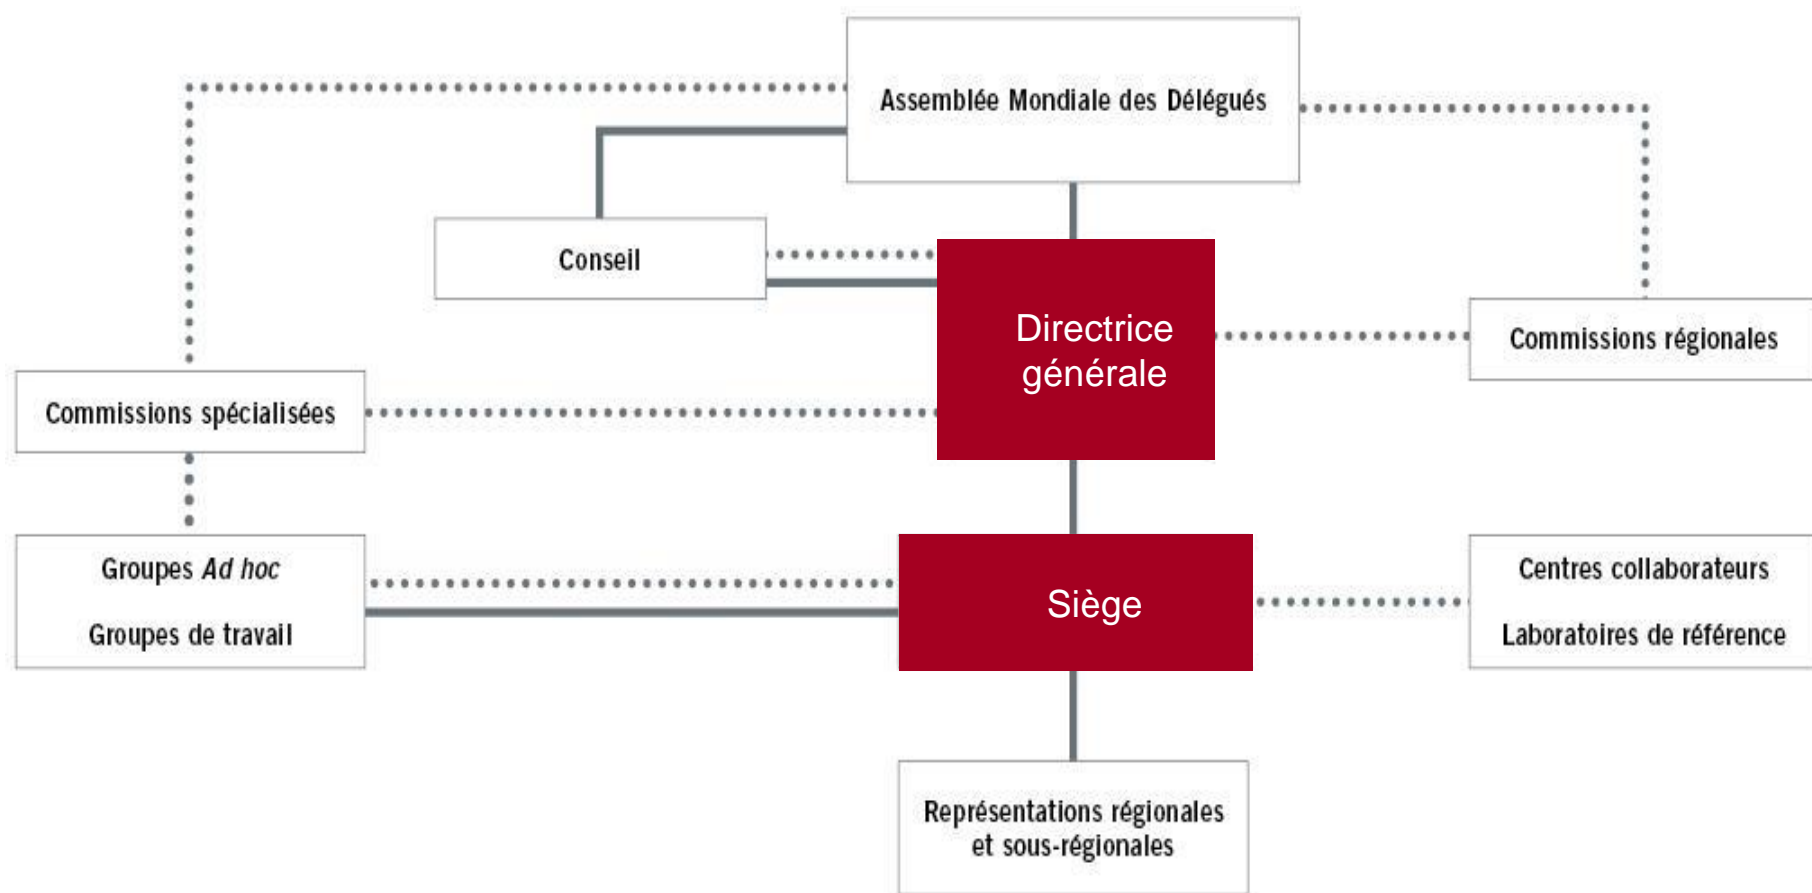 Assemblée Mondiale des Délégués
Conseil
Directrice
générale
Commissions régionales
Commissions spécialisées
Groupes Ad hoc
Groupes de travail
Siège
Centres collaborateurs
Laboratoires de référence
Représentations régionales
et sous-régionales